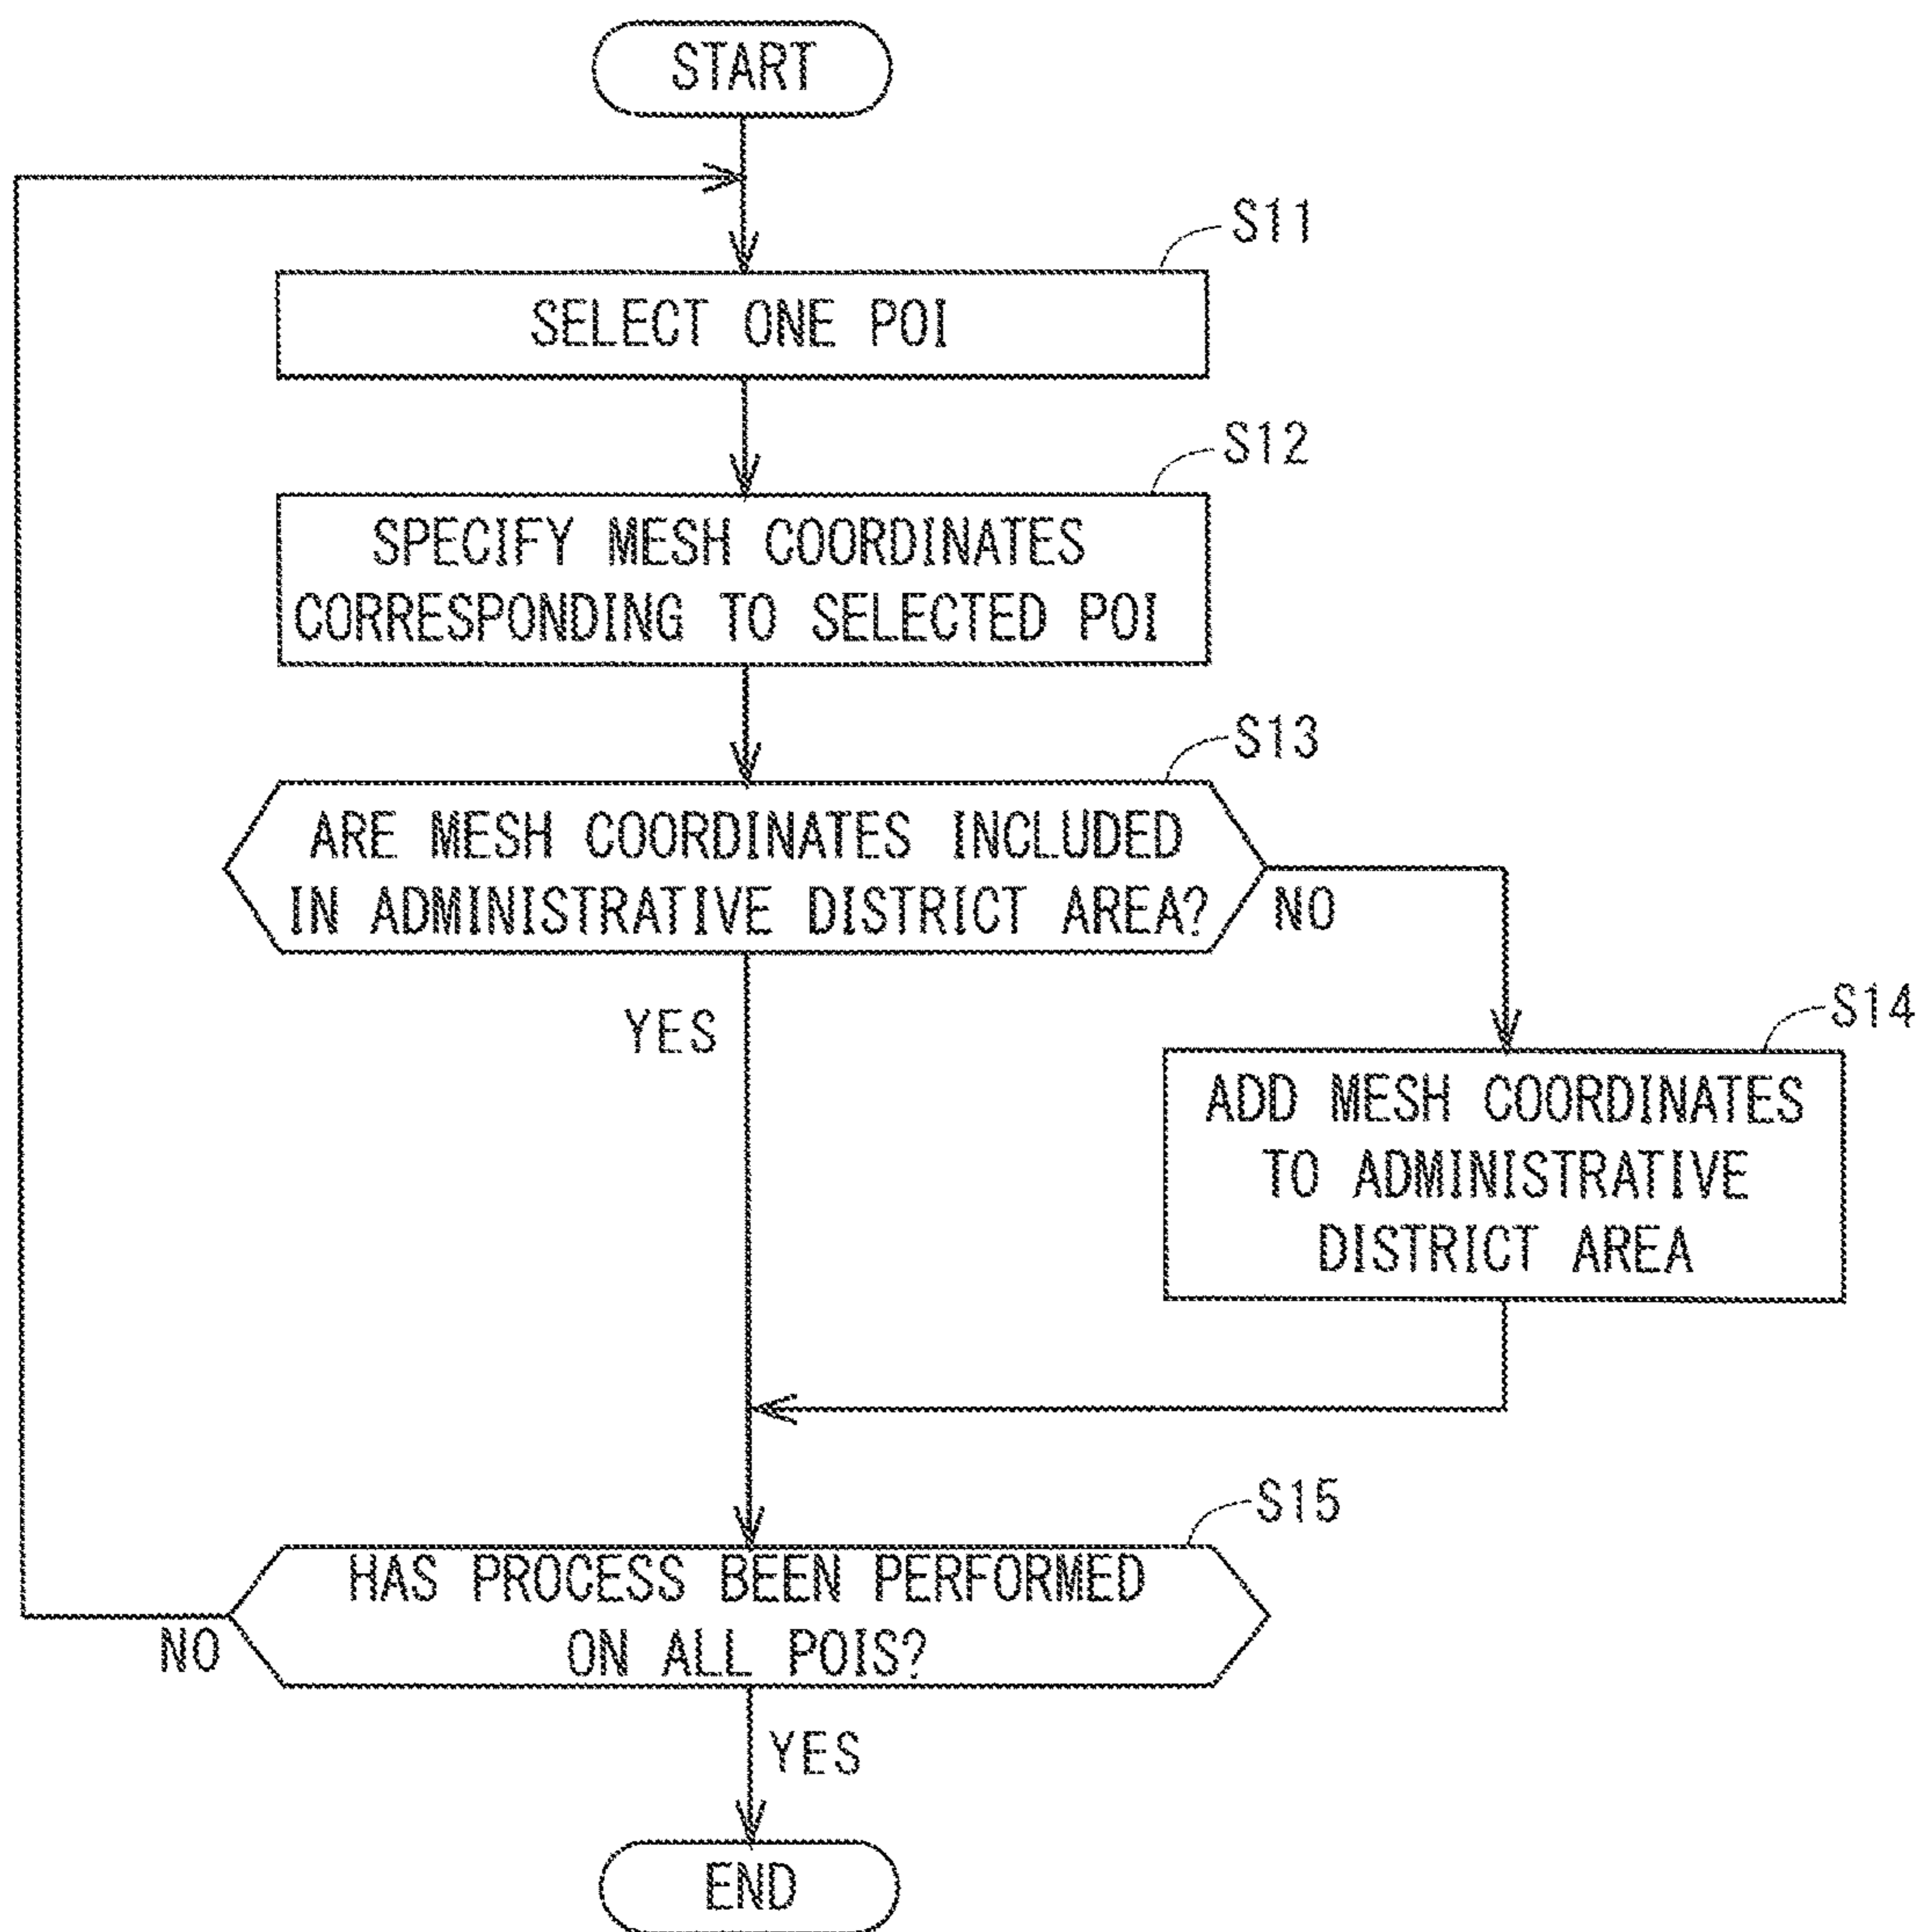 START
S11
SELECT ONE POI
S12
SPECIFY MESH COORDINATES
CORRESPONDING TO SELECTED POI
S13
ARE MESH COORDINATES INCLUDED
IN ADMINISTRATIVE DISTRICT AREA?
NO
YES
S14
ADD MESH COORDINATES
TO ADMINISTRATIVE
DISTRICT AREA
S15
HAS PROCESS BEEN PERFORMED
ON ALL POIS?
NO
YES
END